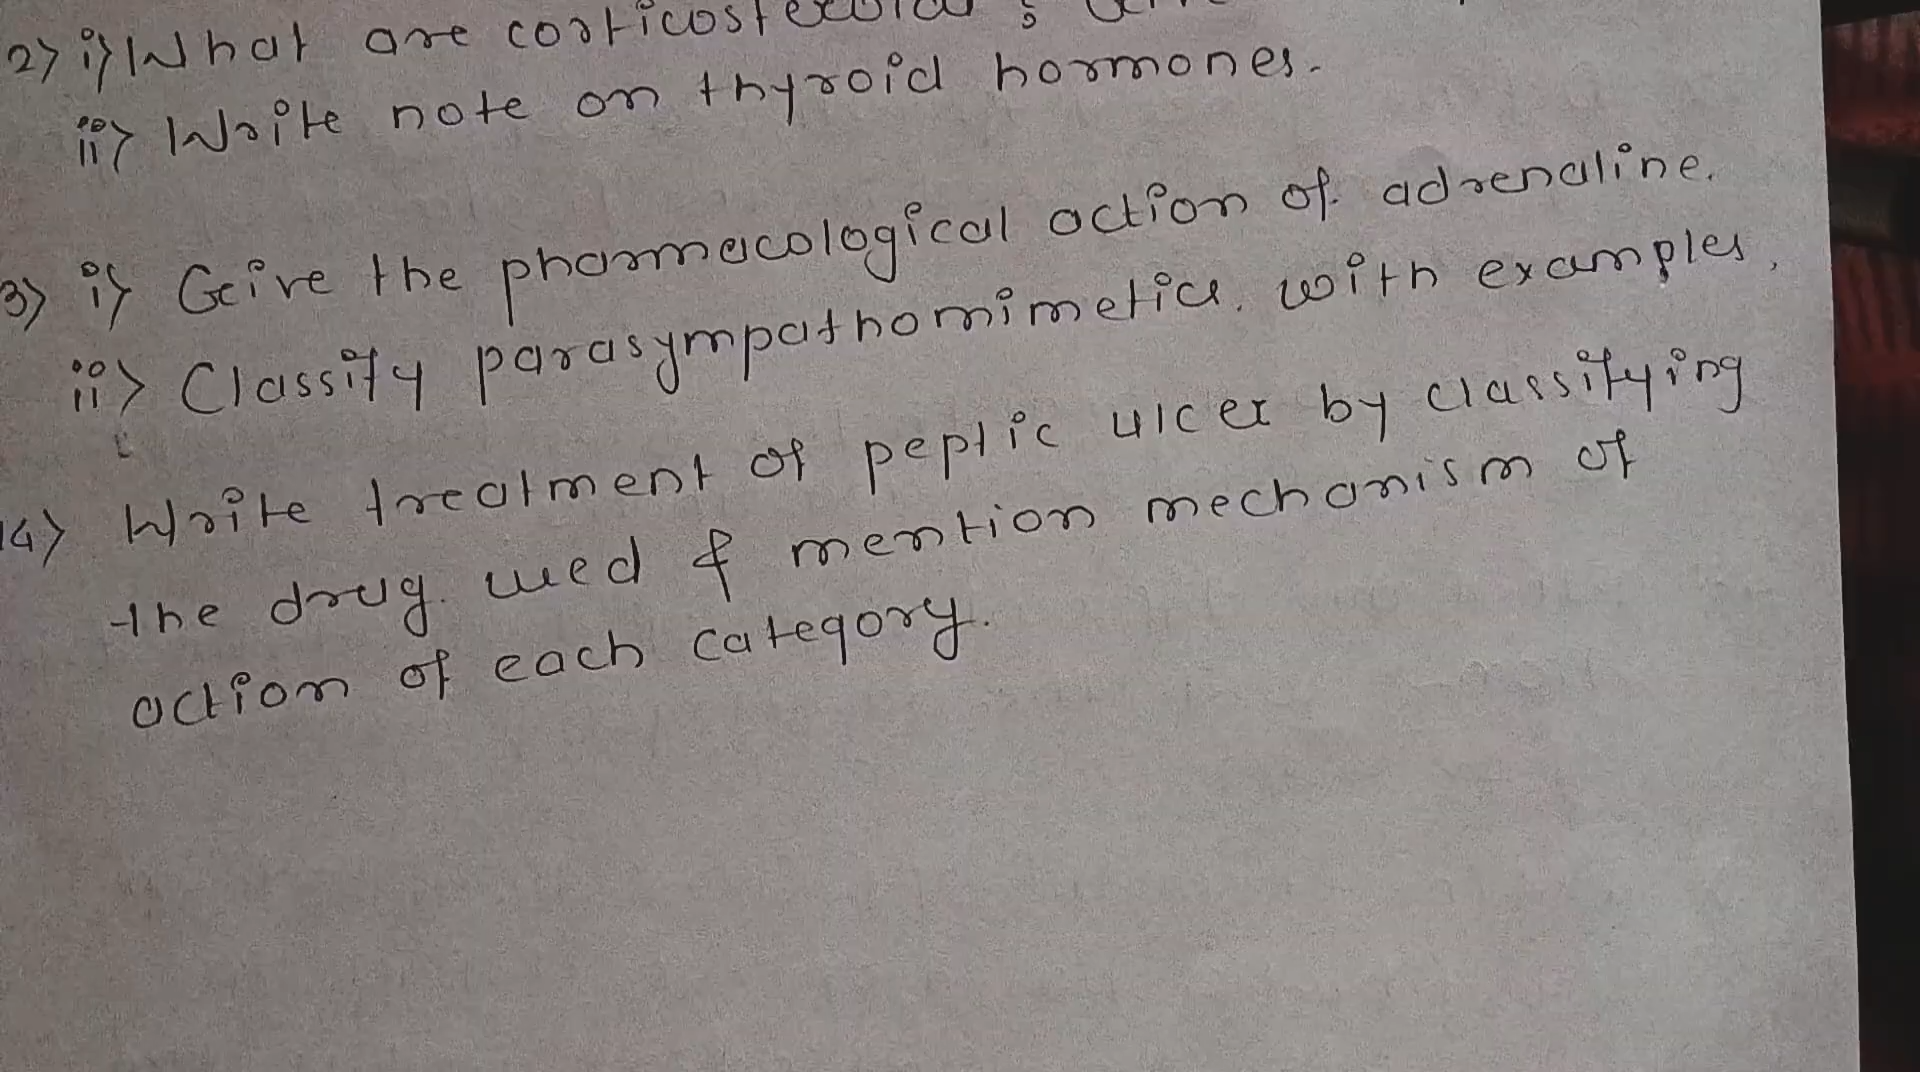 2) i) What are corticosteroids
ii) Write note on thyroid hormones.
3) i) Give the pharmacological action of adrenaline.
ii) Classify parasympathomimetics. with examples.
14) Write treatment of peptic ulcer by classifying
the drug used & mention mechanism of
action of each category.